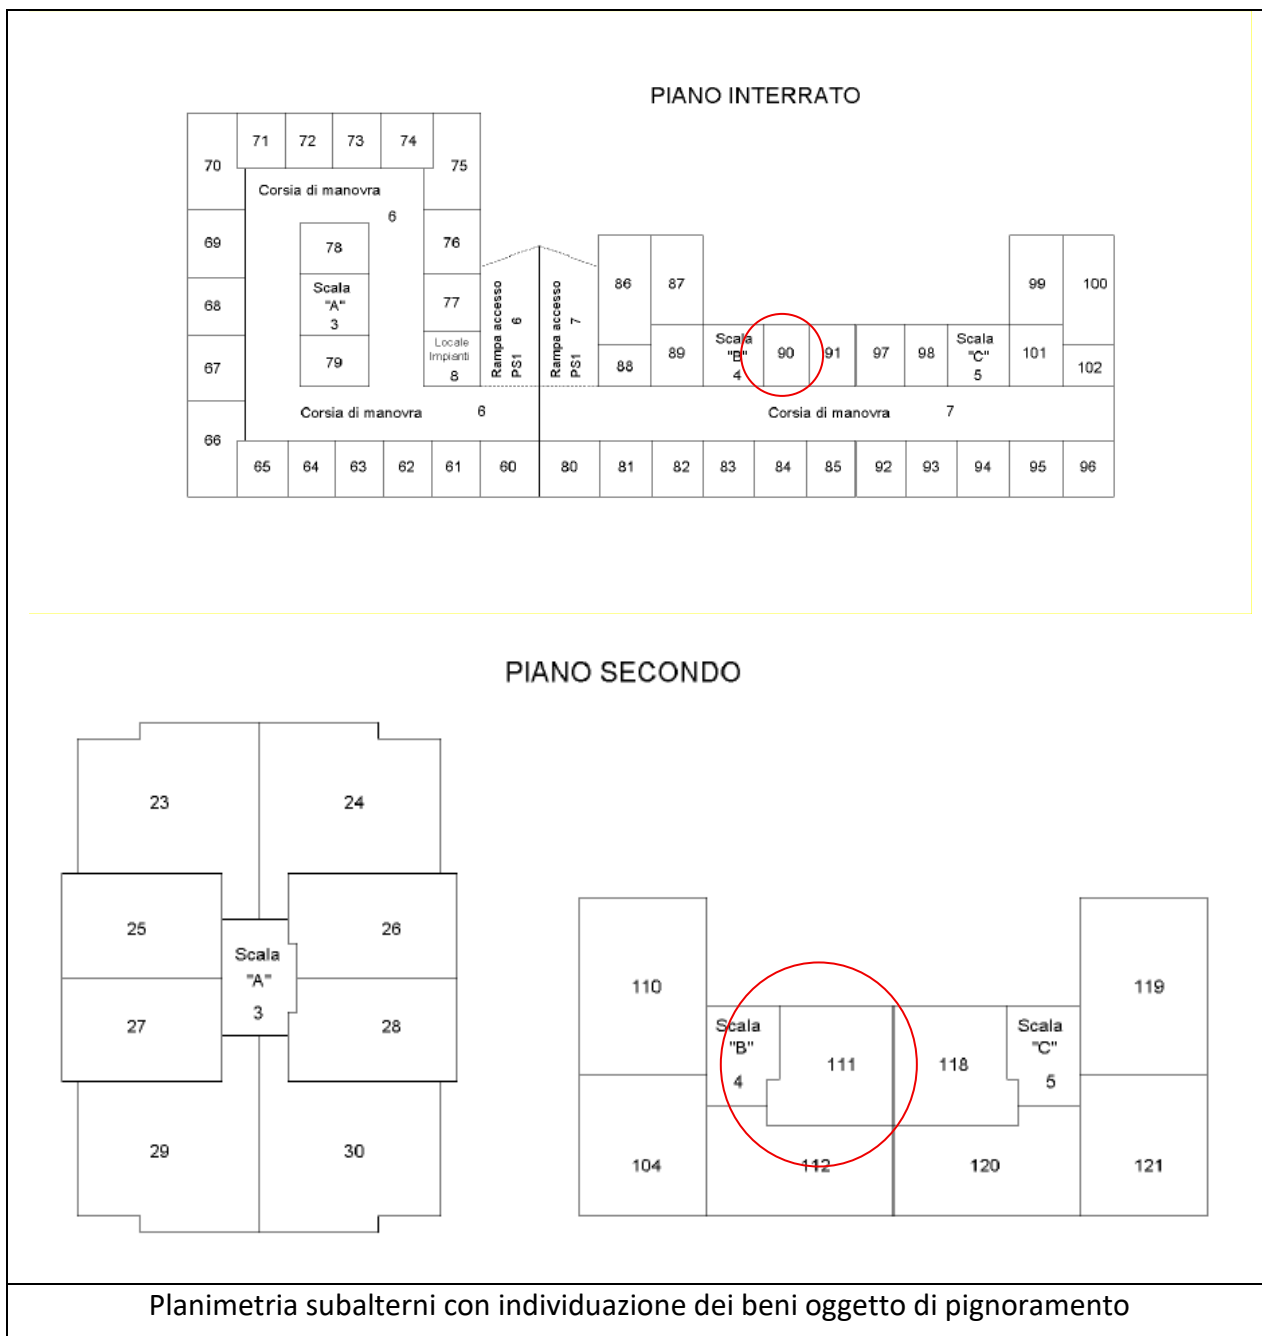 PIANO INTERRATO
71 72 73 74
70 75
Corsia di manovra
6
69 78 76
86 87 99 100
Scala
"A"
3
68 77
Rampa accesso
PS1 6
Rampa accesso
PS1 7
Locale
Impianti
8
67 79
88 89
Scala
"B"
4
90 91 97 98
Scala
"C"
5
101 102
Corsia di manovra 6
Corsia di manovra 7
66
65 64 63 62 61 60 80 81 82 83 84 85 92 93 94 95 96
PIANO SECONDO
23 24
25 26
Scala
"A"
3
27 28
29 30
110 119
Scala
"B"
4
111 118
Scala
"C"
5
104 112 120 121
Planimetria subalterni con individuazione dei beni oggetto di pignoramento